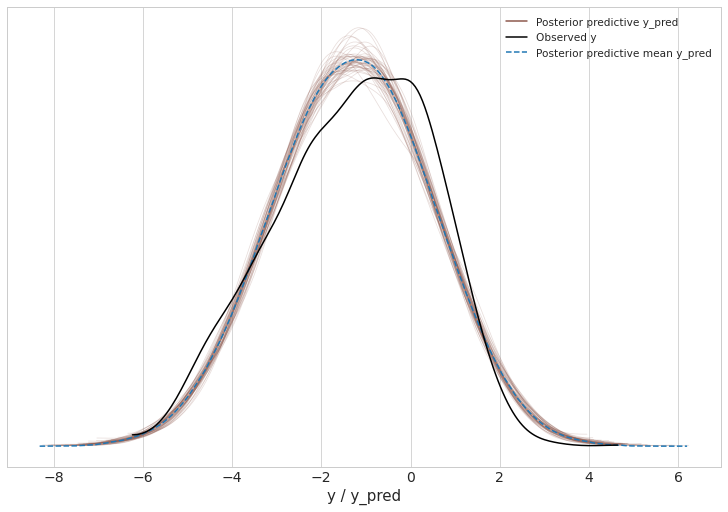 Posterior predictive y_pred
Observed y
Posterior predictive mean y_pred
−8 −6 −4 −2 0 2 4 6
y / y_pred